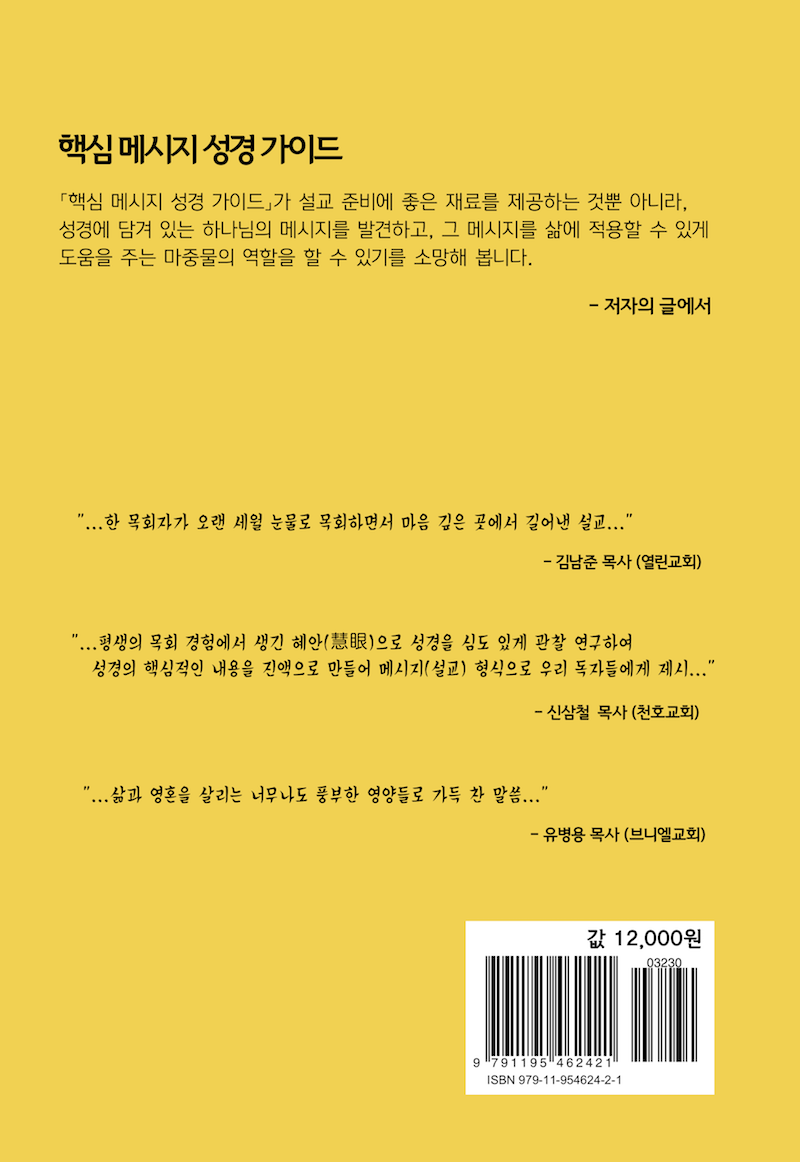 핵심 메시지 성경 가이드
「핵심 메시지 성경 가이드」가 설교 준비에 좋은 재료를 제공하는 것뿐 아니라,
성경에 담겨 있는 하나님의 메시지를 발견하고, 그 메시지를 삶에 적용할 수 있게
도움을 주는 마중물의 역할을 할 수 있기를 소망해 봅니다.
– 저자의 글에서
"...한 목회자가 오랜 세월 눈물로 목회하면서 마음 깊은 곳에서 길어낸 설교..."
– 김남준 목사 (열린교회)
"...평생의 목회 경험에서 생긴 혜안(慧眼)으로 성경을 심도 있게 관찰 연구하여
성경의 핵심적인 내용을 진액으로 만들어 메시지(설교) 형식으로 우리 독자들에게 제시..."
– 신삼철 목사 (천호교회)
"...삶과 영혼을 살리는 너무나도 풍부한 영양들로 가득 찬 말씀..."
– 유병용 목사 (브니엘교회)
값 12,000원
03230
9 791195 462421
ISBN 979-11-954624-2-1